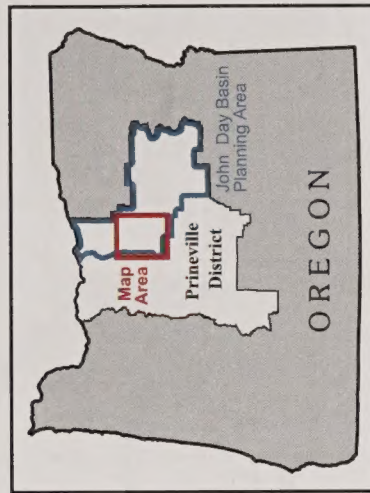 Map
Area
Prineville
District
John Day Basin
Planning Area
OREGON